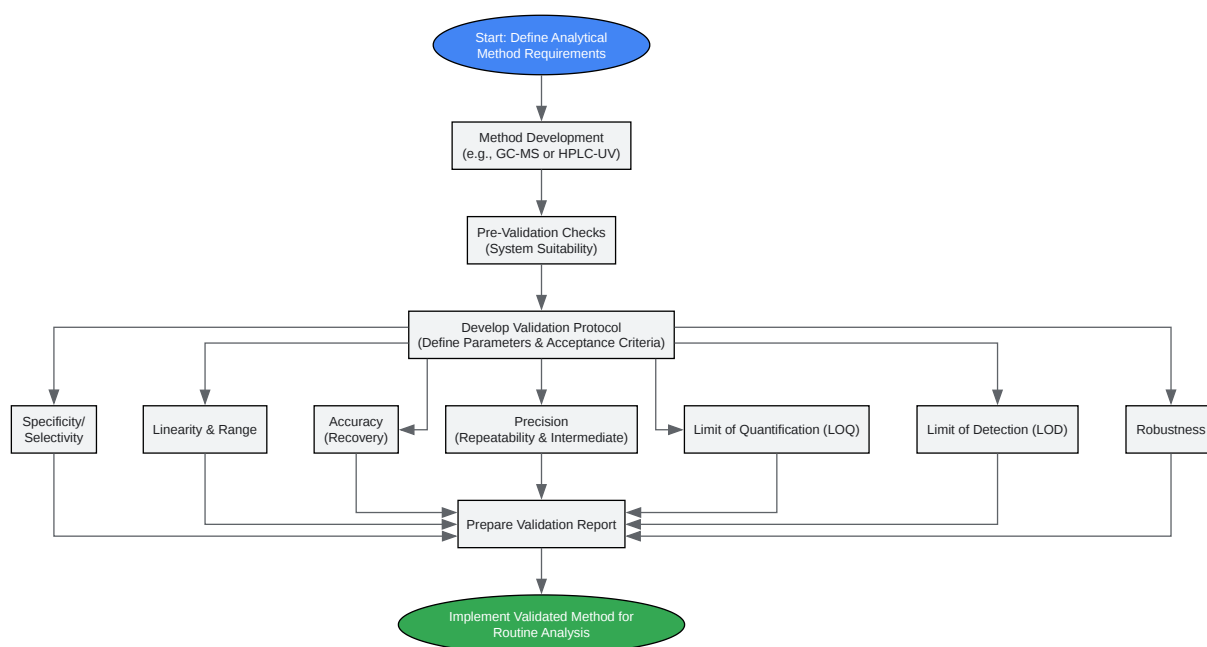 Start: Define Analytical
Method Requirements
Method Development
(e.g., GC-MS or HPLC-UV)
Pre-Validation Checks
(System Suitability)
Develop Validation Protocol
(Define Parameters & Acceptance Criteria)
Specificity/
Selectivity
Linearity & Range
Accuracy
(Recovery)
Precision
(Repeatability & Intermediate)
Limit of Quantification (LOQ)
Limit of Detection (LOD)
Robustness
Prepare Validation Report
Implement Validated Method for
Routine Analysis